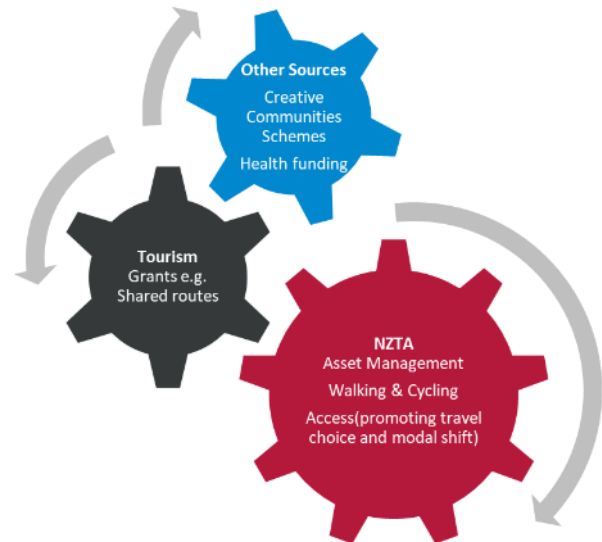 Other Sources
Creative
Communities
Schemes
Health funding
Tourism
Grants e.g.
Shared routes
NZTA
Asset Management
Walking & Cycling
Access(promoting travel
choice and modal shift)